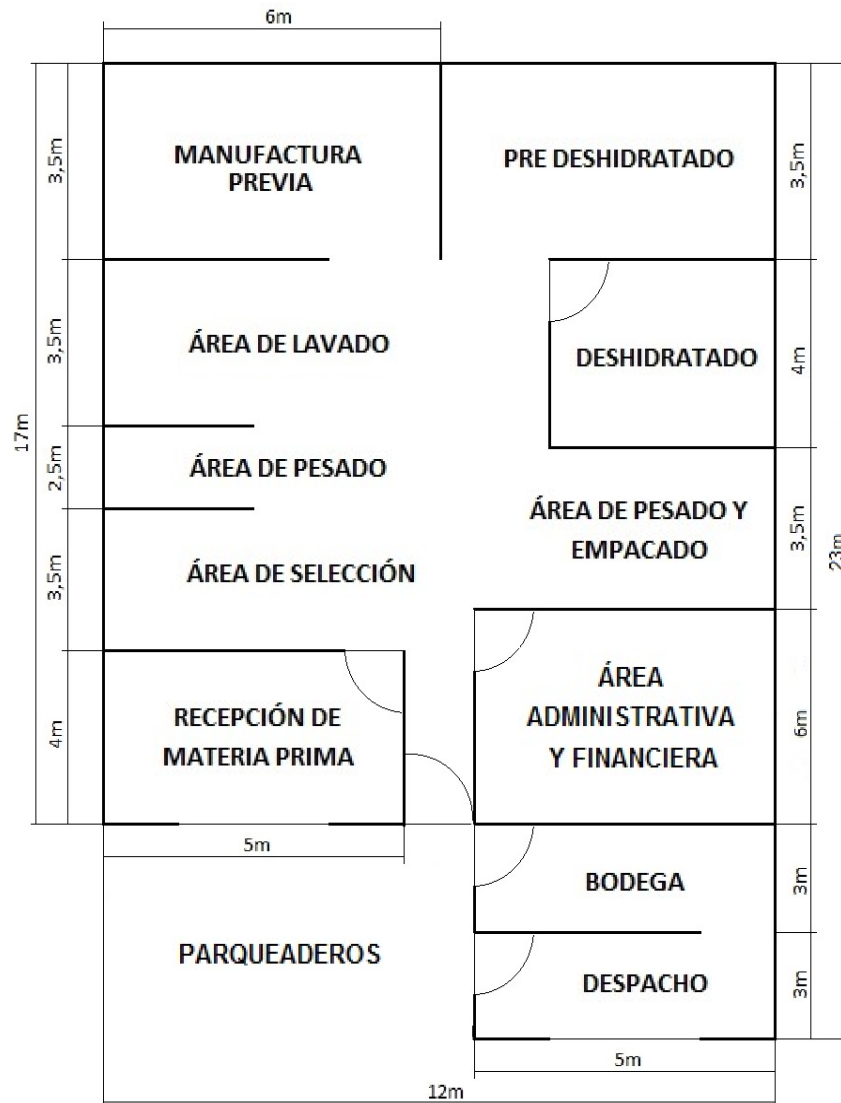 6m
MANUFACTURA
PREVIA
PRE DESHIDRATADO
3,5m
3,5m
ÁREA DE LAVADO
3,5m
DESHIDRATADO
4m
17m
ÁREA DE PESADO
2,5m
ÁREA DE PESADO Y
EMPACADO
3,5m
23m
ÁREA DE SELECCIÓN
3,5m
RECEPCIÓN DE
MATERIA PRIMA
4m
ÁREA
ADMINISTRATIVA
Y FINANCIERA
6m
5m
BODEGA
3m
PARQUEADEROS
DESPACHO
3m
5m
12m